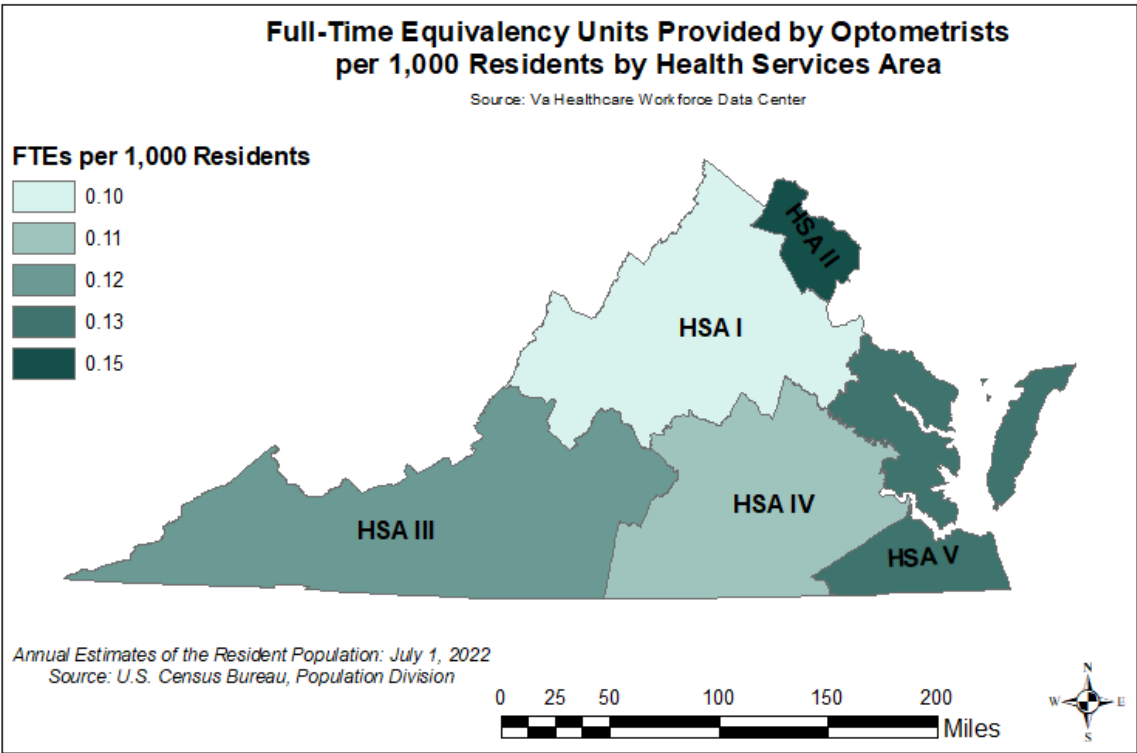 Full-Time Equivalency Units Provided by Optometrists
per 1,000 Residents by Health Services Area
Source: Va Healthcare Workforce Data Center
FTEs per 1,000 Residents
0.10
0.11
0.12
0.13
0.15
HSA II
HSA I
HSA IV
HSA III
HSA V
Annual Estimates of the Resident Population: July 1, 2022
Source: U.S. Census Bureau, Population Division
0 25 50 100 150 200
Miles
N
W E
S